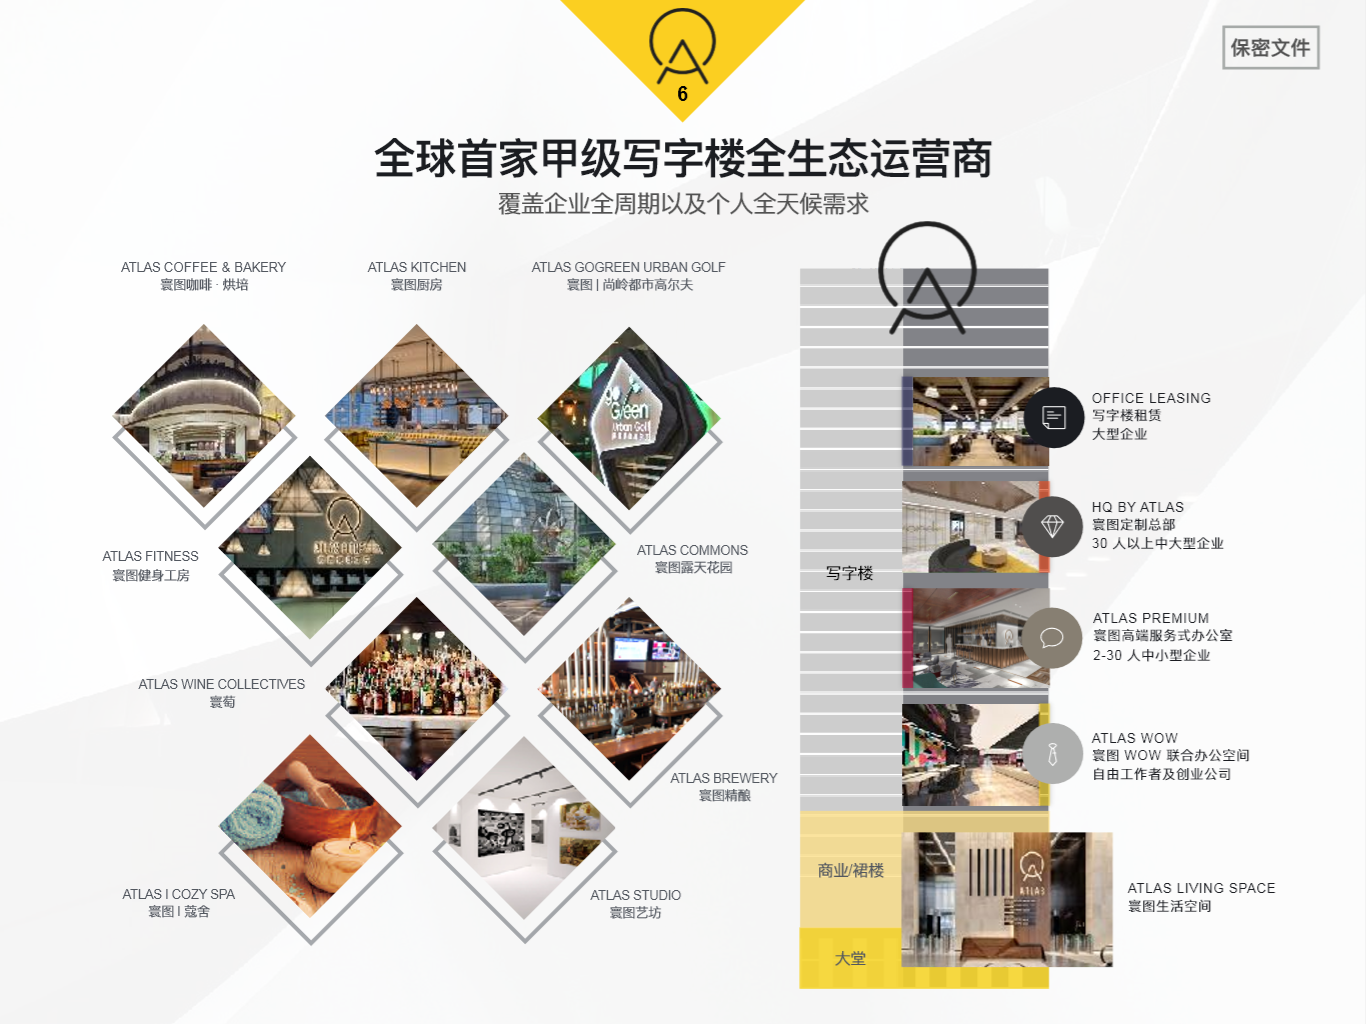 6
保密文件
全球首家甲级写字楼全生态运营商
覆盖企业全周期以及个人全天候需求
ATLAS COFFEE & BAKERY
寰图咖啡 · 烘培
ATLAS KITCHEN
寰图厨房
ATLAS GOGREEN URBAN GOLF
寰图 | 尚岭都市高尔夫
go
Green
Urban Golf
ATLAS FITNESS
寰图健身工房
ATLAS COMMONS
寰图露天花园
ATLAS WINE COLLECTIVES
寰萄
ATLAS BREWERY
寰图精酿
ATLAS I COZY SPA
寰图 I 蔻舍
ATLAS STUDIO
寰图艺坊
写字楼
商业/裙楼
大堂
OFFICE LEASING
写字楼租赁
大型企业
HQ BY ATLAS
寰图定制总部
30 人以上中大型企业
ATLAS PREMIUM
寰图高端服务式办公室
2-30 人中小型企业
ATLAS WOW
寰图 WOW 联合办公空间
自由工作者及创业公司
ATLAS
ATLAS LIVING SPACE
寰图生活空间